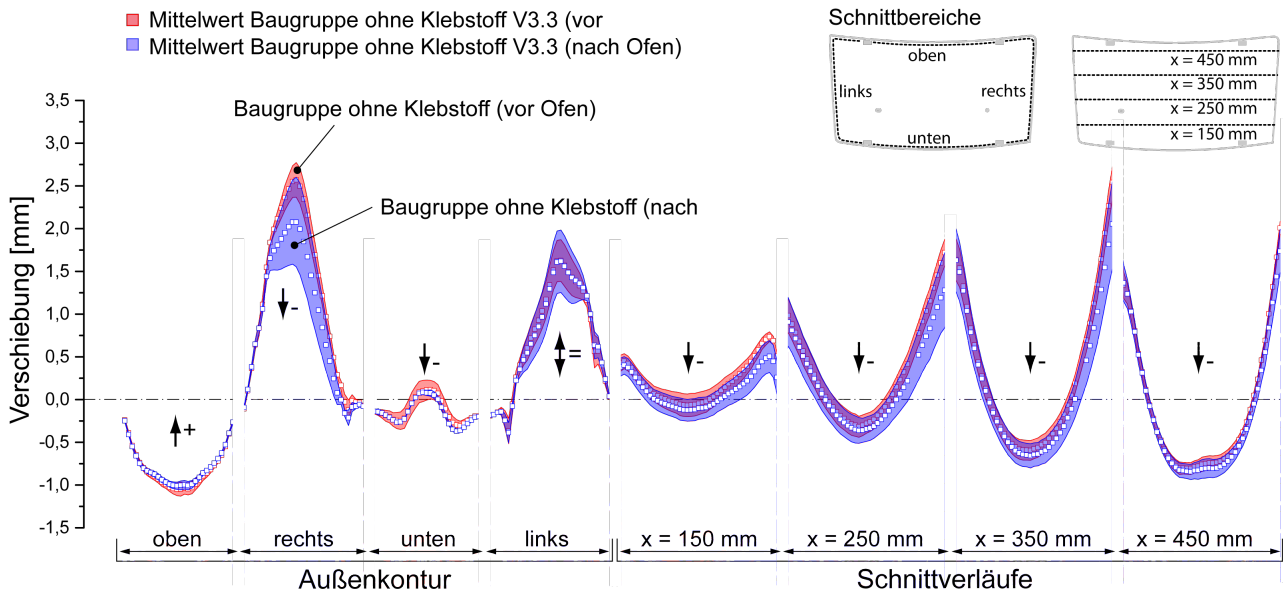 Mittelwert Baugruppe ohne Klebstoff V3.3 (vor
Mittelwert Baugruppe ohne Klebstoff V3.3 (nach Ofen)
Schnittbereiche
oben
links
rechts
unten
x = 450 mm
x = 350 mm
x = 250 mm
x = 150 mm
Baugruppe ohne Klebstoff (vor Ofen)
Baugruppe ohne Klebstoff (nach
Verschiebung [mm]
3,5
3,0
2,5
2,0
1,5
1,0
0,5
0,0
-0,5
-1,0
-1,5
+
-
-
=
-
-
-
-
oben
rechts
unten
links
x = 150 mm
x = 250 mm
x = 350 mm
x = 450 mm
Außenkontur
Schnittverläufe